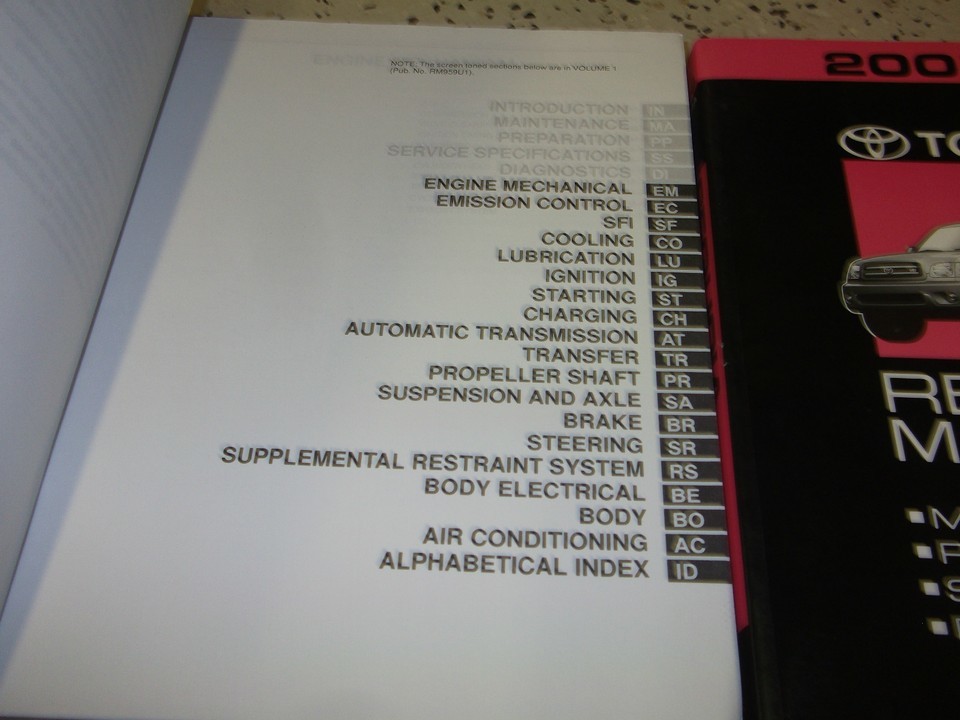 NOTE: The screen toned sections below are in VOLUME 1
(Pub. No. RM959U1).
INTRODUCTION IN
MAINTENANCE MA
PREPARATION PP
SERVICE SPECIFICATIONS SS
DIAGNOSTICS DI
ENGINE MECHANICAL EM
EMISSION CONTROL EC
SFI SF
COOLING CO
LUBRICATION LU
IGNITION IG
STARTING ST
CHARGING CH
AUTOMATIC TRANSMISSION AT
TRANSFER TR
PROPELLER SHAFT PR
SUSPENSION AND AXLE SA
BRAKE BR
STEERING SR
SUPPLEMENTAL RESTRAINT SYSTEM RS
BODY ELECTRICAL BE
BODY BO
AIR CONDITIONING AC
ALPHABETICAL INDEX ID
200
TO
RE
M